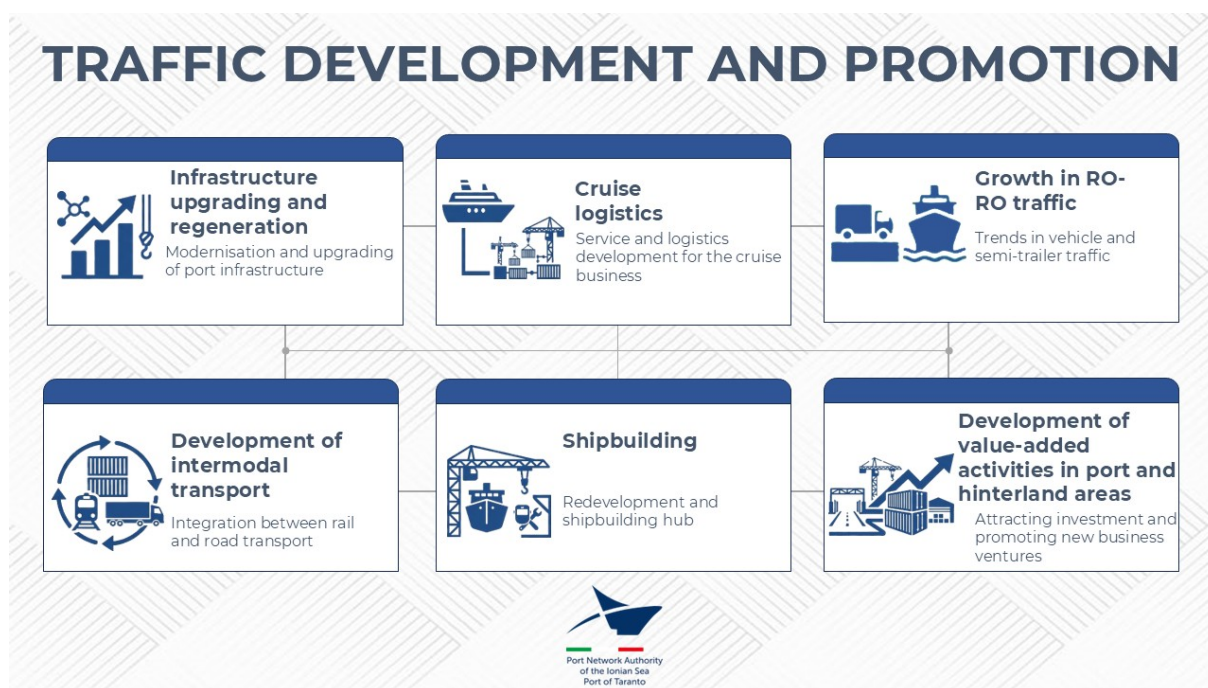 TRAFFIC DEVELOPMENT AND PROMOTION
Infrastructure
upgrading and
regeneration
Modernisation and upgrading
of port infrastructure
Cruise
logistics
Service and logistics
development for the cruise
business
Growth in RO-
RO traffic
Trends in vehicle and
semi-trailer traffic
Development of
intermodal
transport
Integration between rail
and road transport
Shipbuilding
Redevelopment and
shipbuilding hub
Development of
value-added
activities in port and
hinterland areas
Attracting investment and
promoting new business
ventures
Port Network Authority
of the Ionian Sea
Port of Taranto